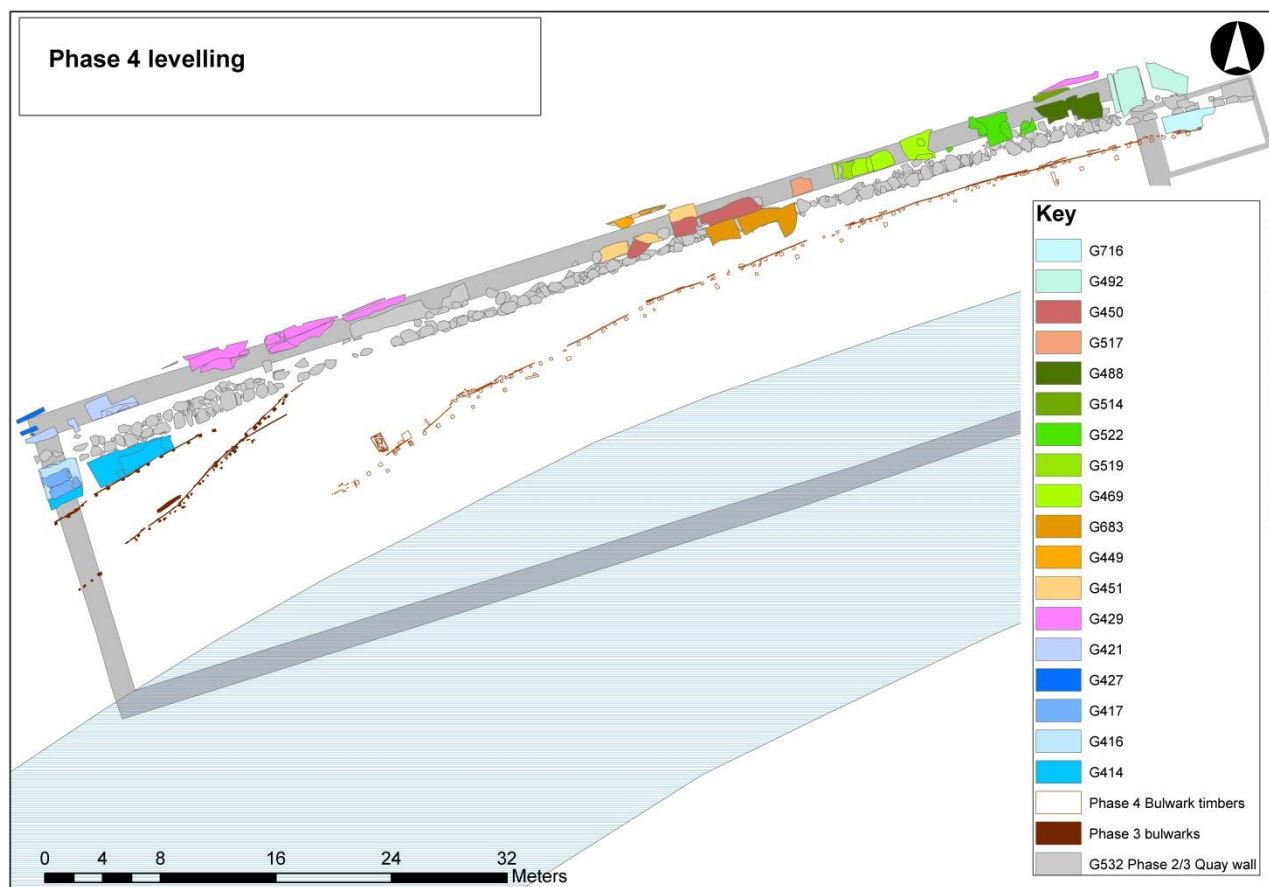 Phase 4 levelling
Key
G716
G492
G450
G517
G488
G514
G522
G519
G469
G683
G449
G451
G429
G421
G427
G417
G416
G414
Phase 4 Bulwark timbers
Phase 3 bulwarks
G532 Phase 2/3 Quay wall
0 4 8 16 24 32
Meters